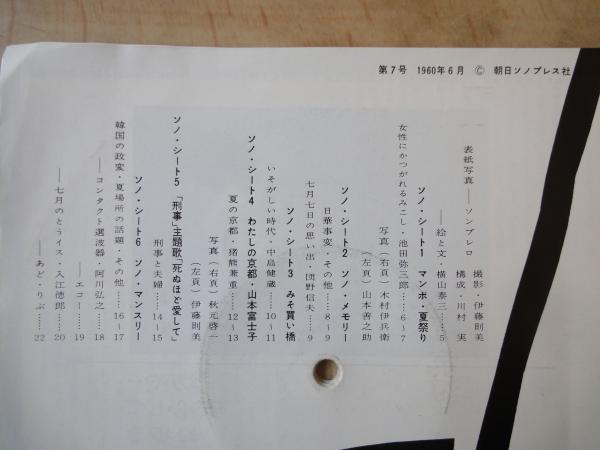 第7号 1960年6月 © 朝日ソノプレス社
表紙写真――ソンブレロ 撮影・伊藤則美
構成・川村 実
ソノ・シート1 マンボ・夏祭り
――絵と文・横山泰三……5
女性にかつがれるみこし・池田弥三郎……6～7
写真(右頁)木村伊兵衛
(左頁)山本善之助
ソノ・シート2 ソノ・メモリー
日華事変・その他……8～9
七月七日の思い出・団野信夫……9
ソノ・シート3 みそ買い橋
いそがしい時代・中島健蔵……10～11
ソノ・シート4 わたしの京都・山本富士子
夏の京都・猪熊兼重……12～13
写真(右頁)秋元啓一
(左頁)伊藤則美
ソノ・シート5 「刑事」主題歌「死ぬほど愛して」
刑事と夫婦……14～15
ソノ・シート6 ソノ・マンスリー
韓国の政変・夏場所の話題・その他……16～17
――コンタクト選波器・阿川弘之……18
――エコー……19
――七月のとうイス・入江徳郎……20
――あど・りぶ……22